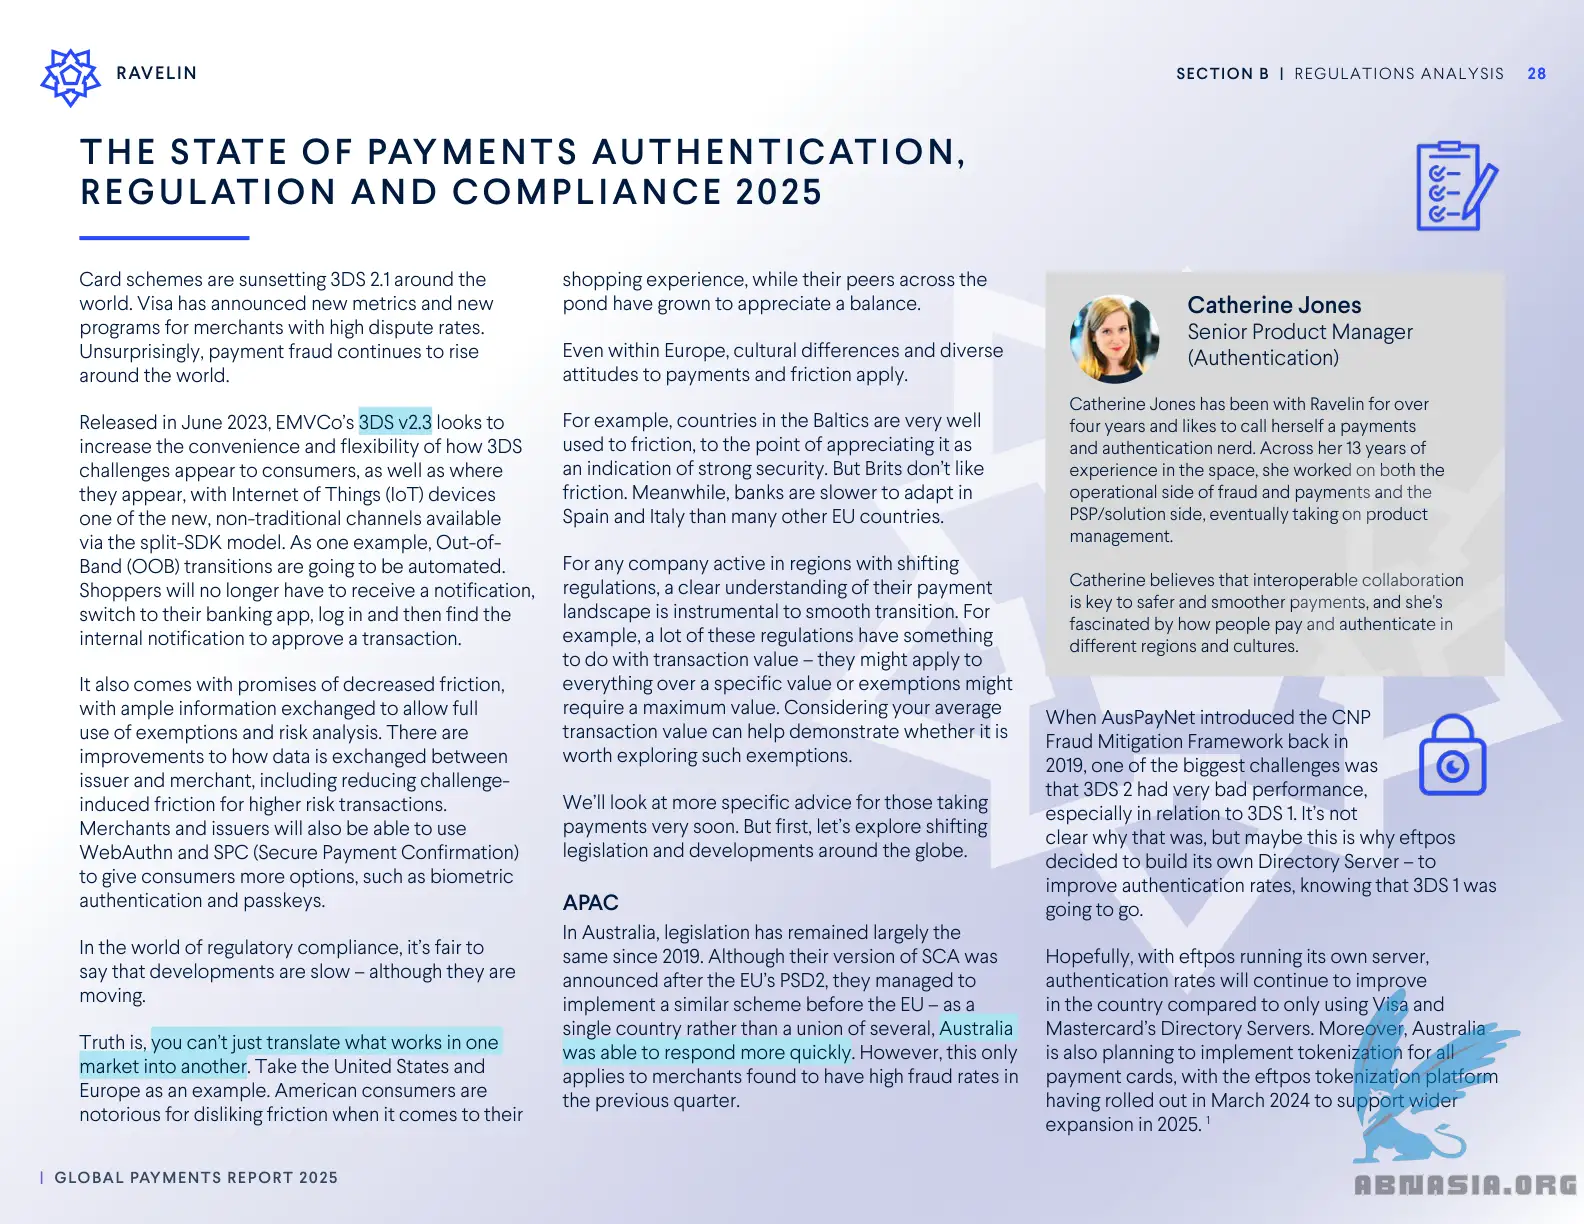 RAVELIN
SECTION B | REGULATIONS ANALYSIS 28
THE STATE OF PAYMENTS AUTHENTICATION,
REGULATION AND COMPLIANCE 2025
Card schemes are sunsetting 3DS 2.1 around the
world. Visa has announced new metrics and new
programs for merchants with high dispute rates.
Unsurprisingly, payment fraud continues to rise
around the world.
Released in June 2023, EMVCo’s 3DS v2.3 looks to
increase the convenience and flexibility of how 3DS
challenges appear to consumers, as well as where
they appear, with Internet of Things (IoT) devices
one of the new, non-traditional channels available
via the split-SDK model. As one example, Out-of-
Band (OOB) transitions are going to be automated.
Shoppers will no longer have to receive a notification,
switch to their banking app, log in and then find the
internal notification to approve a transaction.
It also comes with promises of decreased friction,
with ample information exchanged to allow full
use of exemptions and risk analysis. There are
improvements to how data is exchanged between
issuer and merchant, including reducing challenge-
induced friction for higher risk transactions.
Merchants and issuers will also be able to use
WebAuthn and SPC (Secure Payment Confirmation)
to give consumers more options, such as biometric
authentication and passkeys.
In the world of regulatory compliance, it’s fair to
say that developments are slow – although they are
moving.
Truth is, you can’t just translate what works in one
market into another. Take the United States and
Europe as an example. American consumers are
notorious for disliking friction when it comes to their
shopping experience, while their peers across the
pond have grown to appreciate a balance.
Even within Europe, cultural differences and diverse
attitudes to payments and friction apply.
For example, countries in the Baltics are very well
used to friction, to the point of appreciating it as
an indication of strong security. But Brits don’t like
friction. Meanwhile, banks are slower to adapt in
Spain and Italy than many other EU countries.
For any company active in regions with shifting
regulations, a clear understanding of their payment
landscape is instrumental to smooth transition. For
example, a lot of these regulations have something
to do with transaction value – they might apply to
everything over a specific value or exemptions might
require a maximum value. Considering your average
transaction value can help demonstrate whether it is
worth exploring such exemptions.
We’ll look at more specific advice for those taking
payments very soon. But first, let’s explore shifting
legislation and developments around the globe.
APAC
In Australia, legislation has remained largely the
same since 2019. Although their version of SCA was
announced after the EU’s PSD2, they managed to
implement a similar scheme before the EU – as a
single country rather than a union of several, Australia
was able to respond more quickly. However, this only
applies to merchants found to have high fraud rates in
the previous quarter.
Catherine Jones
Senior Product Manager
(Authentication)
Catherine Jones has been with Ravelin for over
four years and likes to call herself a payments
and authentication nerd. Across her 13 years of
experience in the space, she worked on both the
operational side of fraud and payments and the
PSP/solution side, eventually taking on product
management.
Catherine believes that interoperable collaboration
is key to safer and smoother payments, and she's
fascinated by how people pay and authenticate in
different regions and cultures.
When AusPayNet introduced the CNP
Fraud Mitigation Framework back in
2019, one of the biggest challenges was
that 3DS 2 had very bad performance,
especially in relation to 3DS 1. It’s not
clear why that was, but maybe this is why eftpos
decided to build its own Directory Server – to
improve authentication rates, knowing that 3DS 1 was
going to go.
Hopefully, with eftpos running its own server,
authentication rates will continue to improve
in the country compared to only using Visa and
Mastercard’s Directory Servers. Moreover, Australia
is also planning to implement tokenization for all
payment cards, with the eftpos tokenization platform
having rolled out in March 2024 to support wider
expansion in 2025. 1
| GLOBAL PAYMENTS REPORT 2025
ABNASIA.ORG